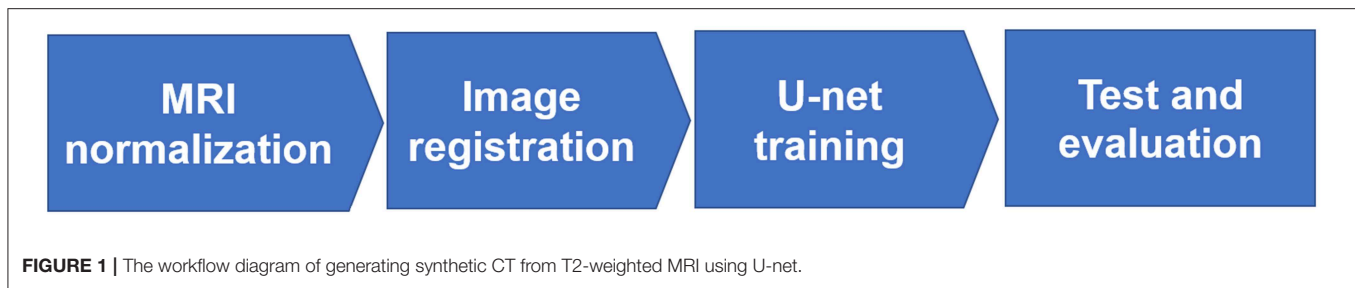 MRI
normalization
Image
registration
U-net
training
Test and
evaluation
FIGURE 1 | The workflow diagram of generating synthetic CT from T2-weighted MRI using U-net.